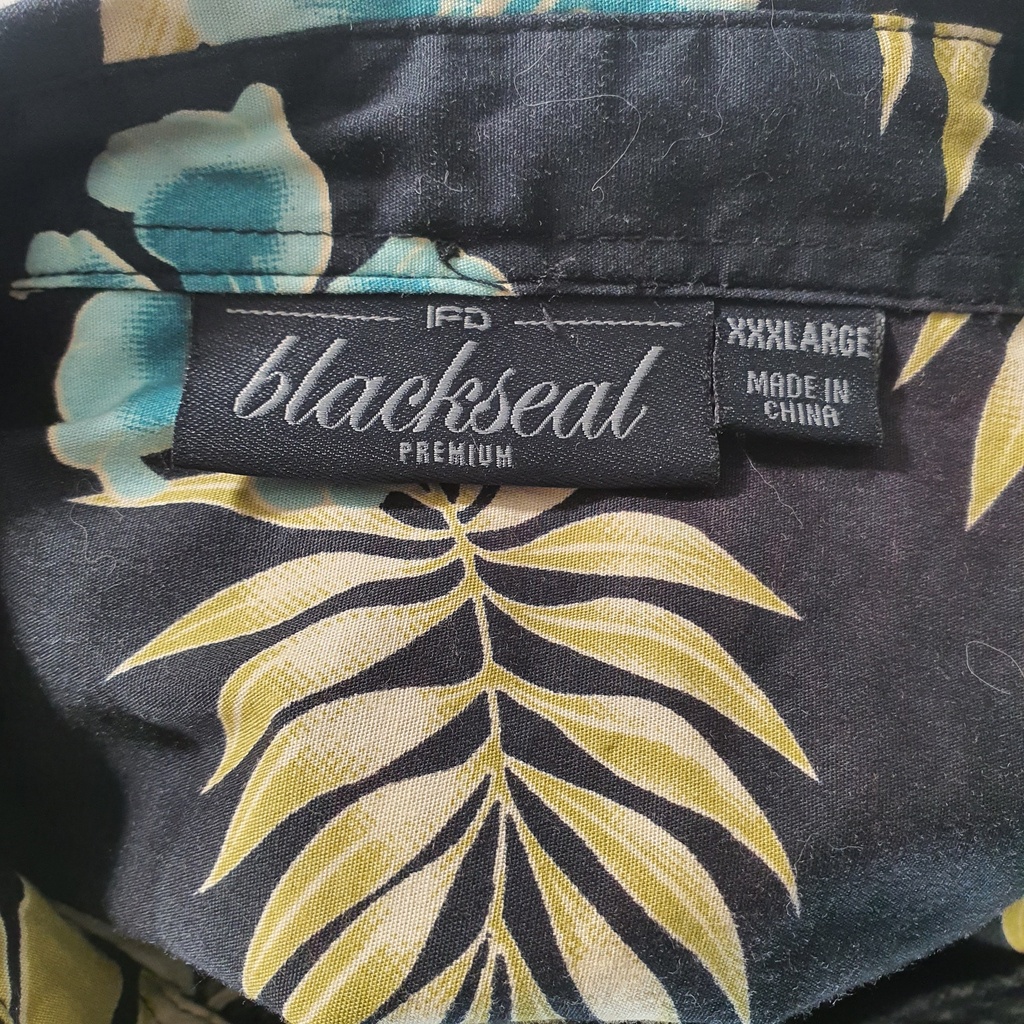 IFD
blackseal
PREMIUM
XXXLARGE
MADE IN
CHINA